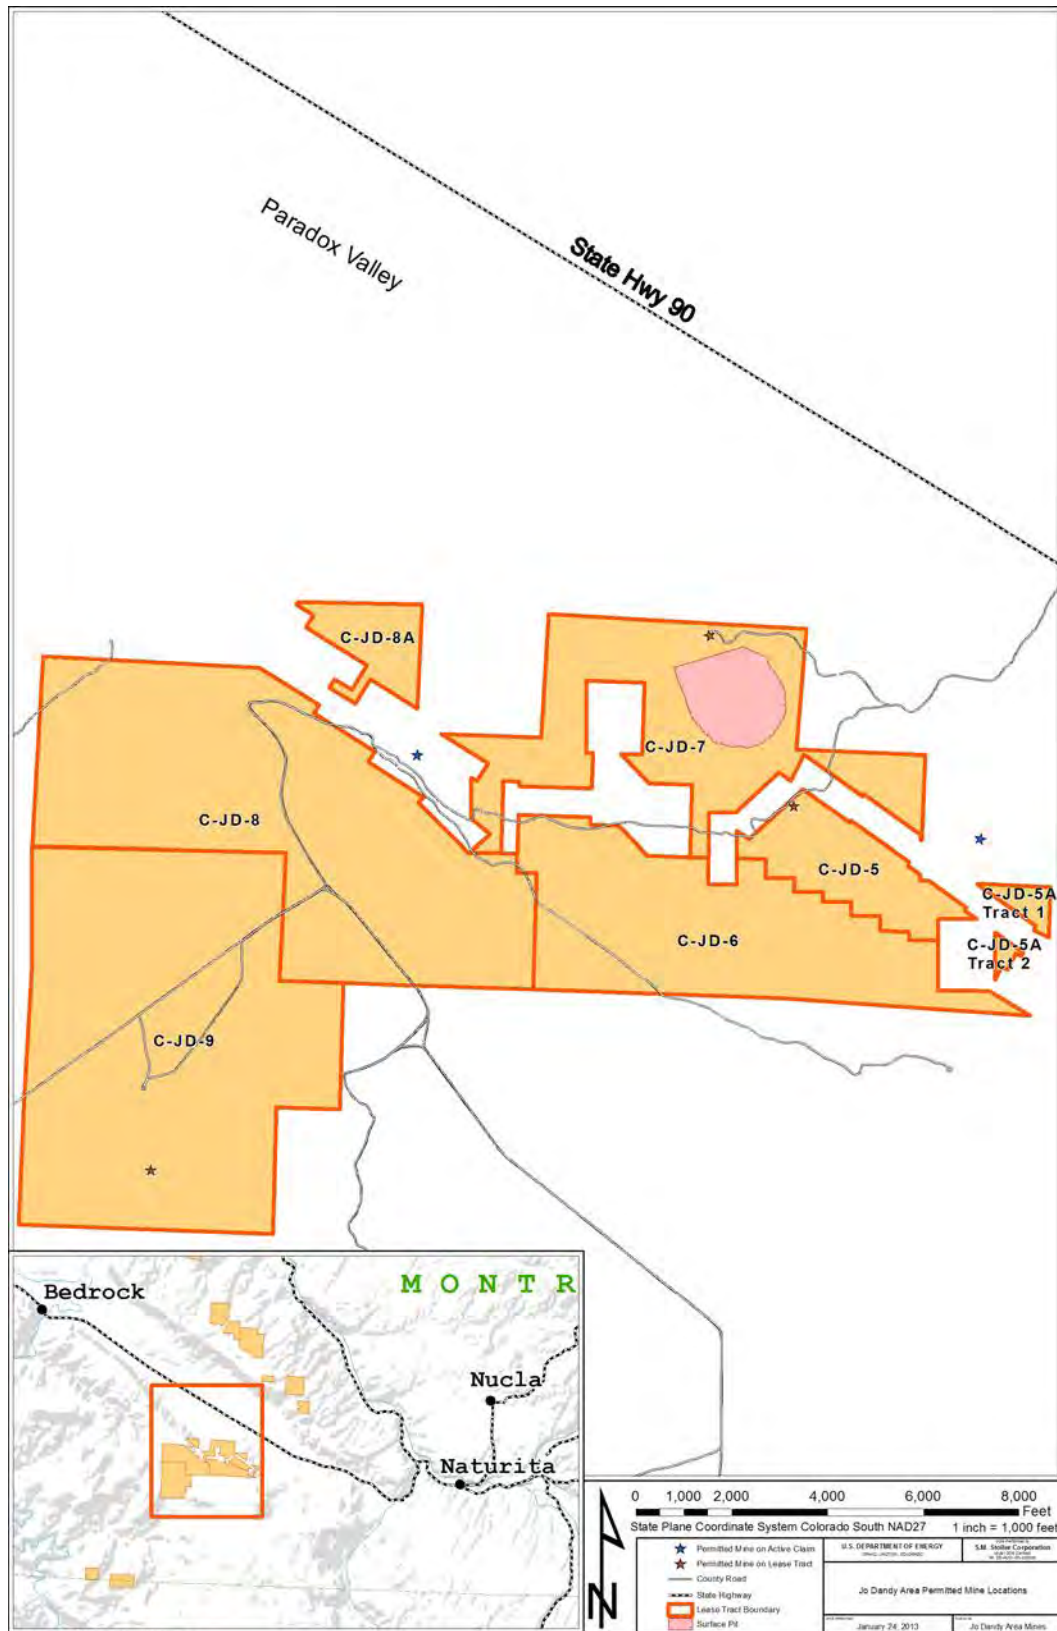 Paradox Valley
State Hwy 90
C-JD-8A
C-JD-7
C-JD-8
C-JD-5
C-JD-5A
Tract 1
C-JD-6
C-JD-5A
Tract 2
C-JD-9
M O N T R
Bedrock
Nucla
Naturita
N
0 1,000 2,000 4,000 6,000 8,000
Feet
State Plane Coordinate System Colorado South NAD27 1 inch = 1,000 feet
Permitted Mine on Active Claim
Permitted Mine on Lease Tract
County Road
State Highway
Lease Tract Boundary
Surface Pit
U.S. DEPARTMENT OF ENERGY
S.M. Stoller Corporation
Jo Dandy Area Permitted Mine Locations
January 24, 2013
Jo Dandy Area Mines